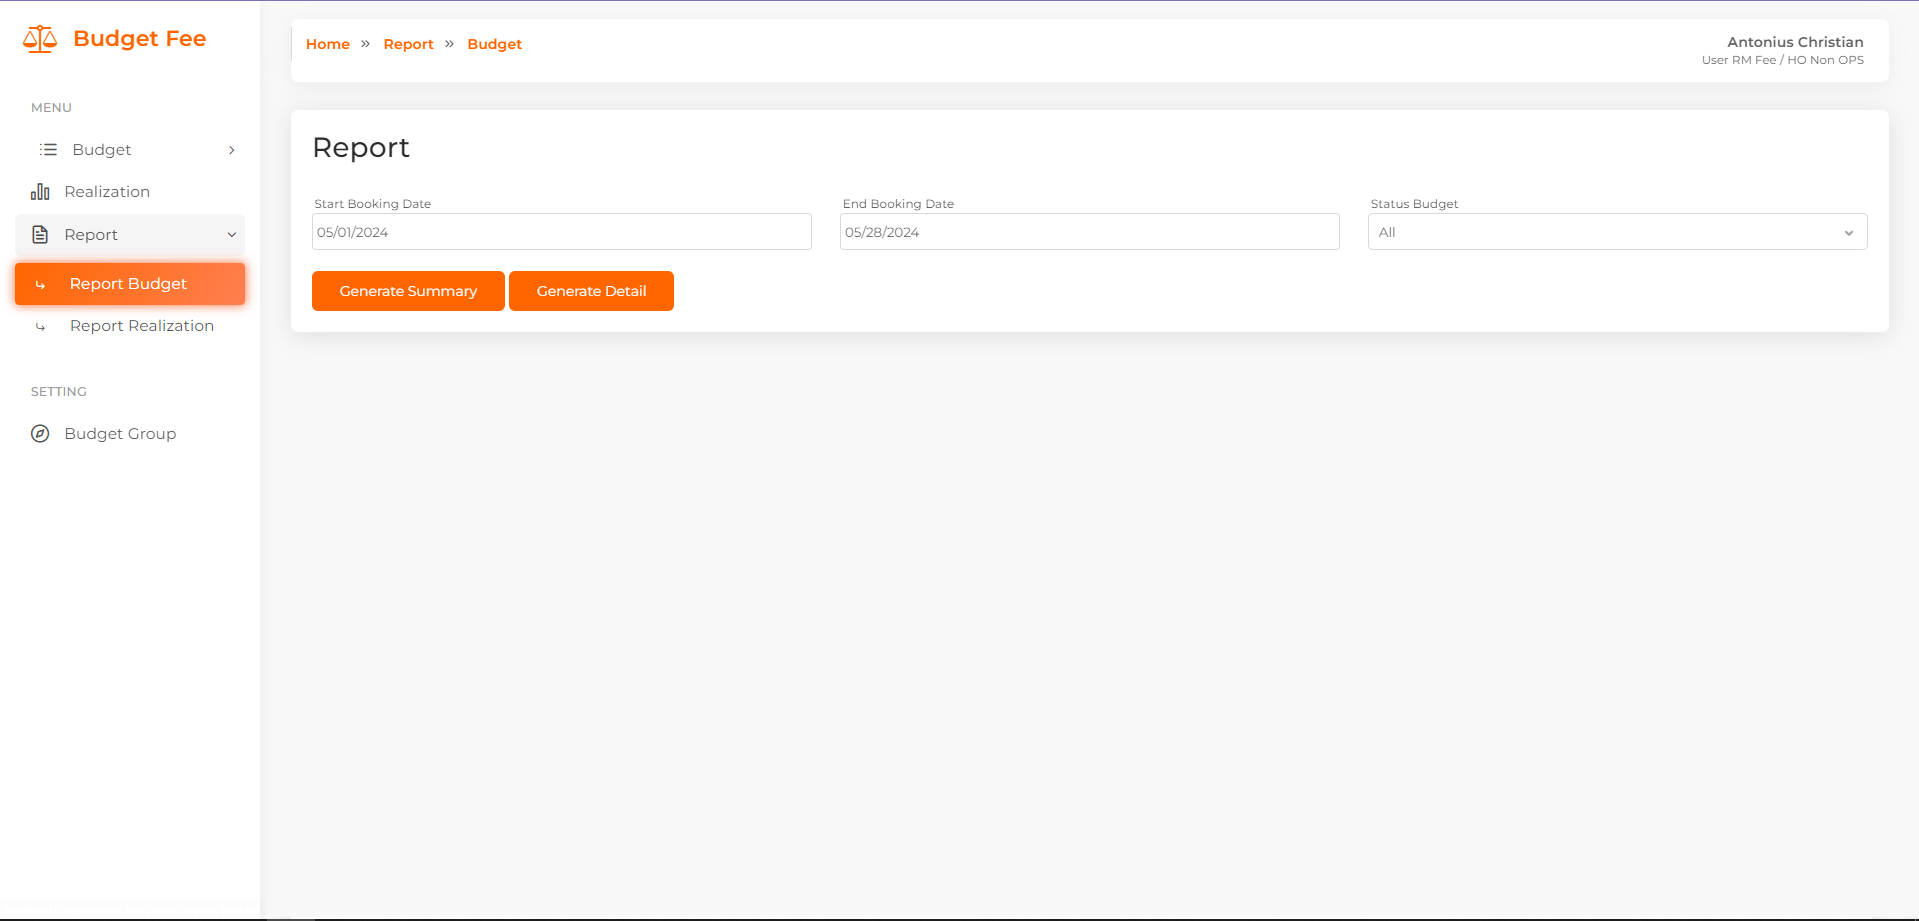 Budget Fee
MENU
Budget
Realization
Report
Report Budget
Report Realization
SETTING
Budget Group
Home » Report » Budget
Antonius Christian
User RM Fee / HO Non OPS
Report
Start Booking Date
05/01/2024
End Booking Date
05/28/2024
Status Budget
All
Generate Summary
Generate Detail